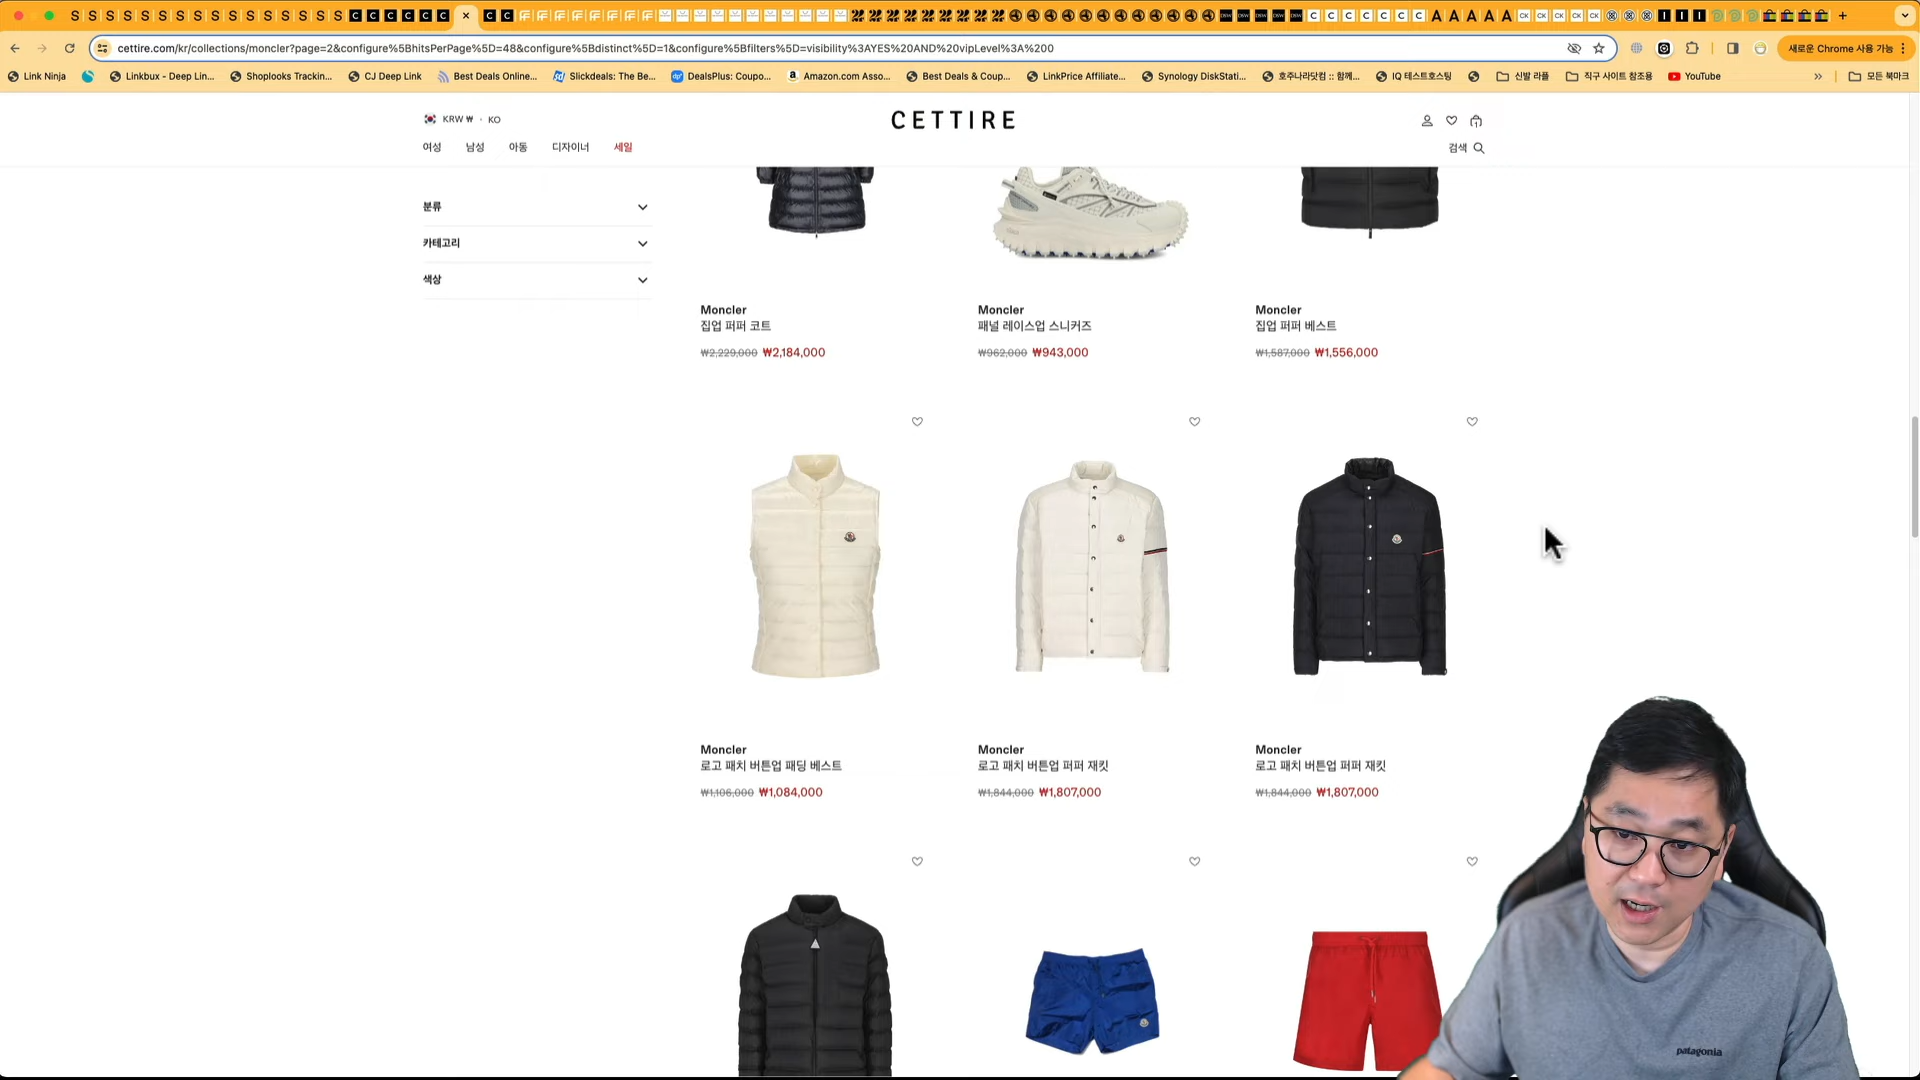 cettire.com/kr/collections/moncler?page=2&configure%5BhitsPerPage%5D=48&configure%5Bdistinct%5D=1&configure%5Bfilters%5D=visibility%3AYES%20AND%20vipLevel%3A%200
새로운 Chrome 사용 가능
Link Ninja
Linkbux - Deep Lin...
Shoplooks Trackin...
CJ Deep Link
Best Deals Online...
Slickdeals: The Be...
DealsPlus: Coupo...
Amazon.com Asso...
Best Deals & Coup...
LinkPrice Affiliate...
Synology DiskStati...
호주나라닷컴 :: 함께...
IQ 테스트호스팅
신발 라플
직구 사이트 참조용
YouTube
모든 북마크
KRW ₩ · KO
CETTIRE
여성 남성 아동 디자이너 세일
검색
분류
카테고리
색상
Moncler
집업 퍼퍼 코트
₩2,229,000 ₩2,184,000
Moncler
패널 레이스업 스니커즈
₩962,000 ₩943,000
Moncler
집업 퍼퍼 베스트
₩1,587,000 ₩1,556,000
Moncler
로고 패치 버튼업 패딩 베스트
₩1,106,000 ₩1,084,000
Moncler
로고 패치 버튼업 퍼퍼 재킷
₩1,844,000 ₩1,807,000
Moncler
로고 패치 버튼업 퍼퍼 재킷
₩1,844,000 ₩1,807,000
patagonia